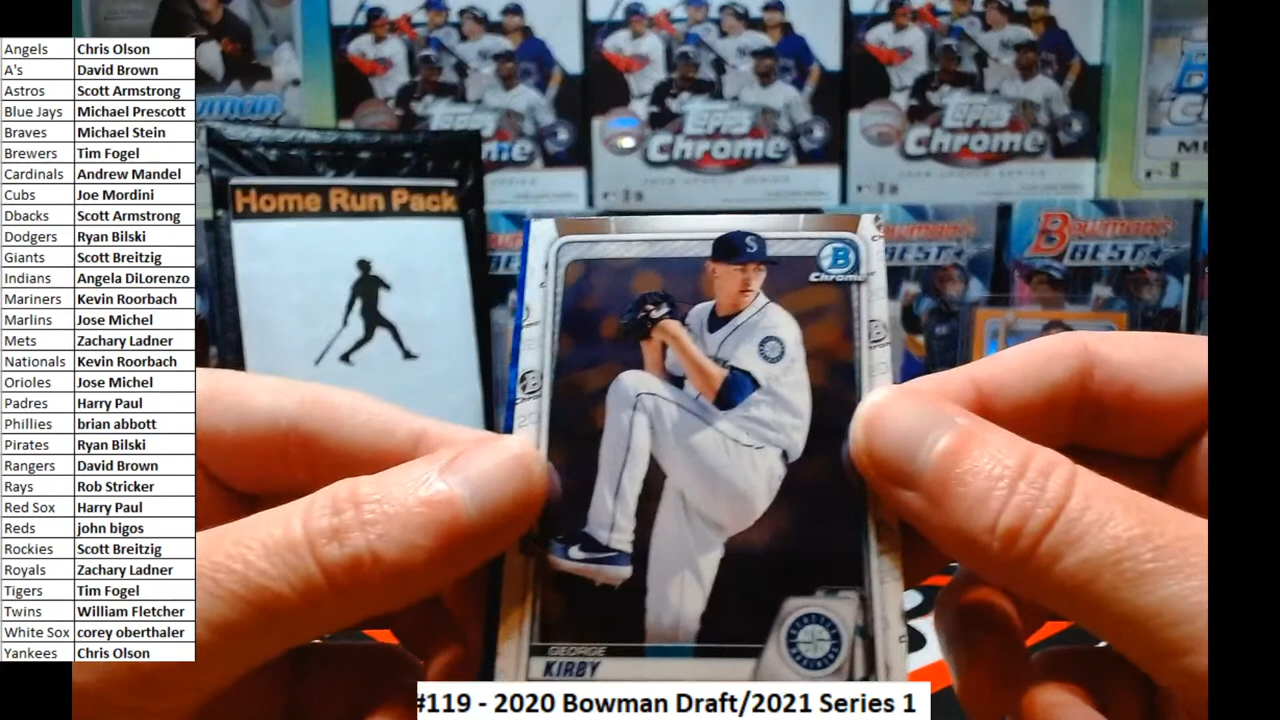 Angels Chris Olson
A's David Brown
Astros Scott Armstrong
Blue Jays Michael Prescott
Braves Michael Stein
Brewers Tim Fogel
Cardinals Andrew Mandel
Cubs Joe Mordini
Dbacks Scott Armstrong
Dodgers Ryan Bilski
Giants Scott Breitzig
Indians Angela DiLorenzo
Mariners Kevin Roorbach
Marlins Jose Michel
Mets Zachary Ladner
Nationals Kevin Roorbach
Orioles Jose Michel
Padres Harry Paul
Phillies brian abbott
Pirates Ryan Bilski
Rangers David Brown
Rays Rob Stricker
Red Sox Harry Paul
Reds john bigos
Rockies Scott Breitzig
Royals Zachary Ladner
Tigers Tim Fogel
Twins William Fletcher
White Sox corey oberthaler
Yankees Chris Olson
Topps Chrome
Topps Chrome
Home Run Pack
Bowman's BEST
BEST
S
B Chrome
GEORGE
KIRBY
#119 - 2020 Bowman Draft/2021 Series 1